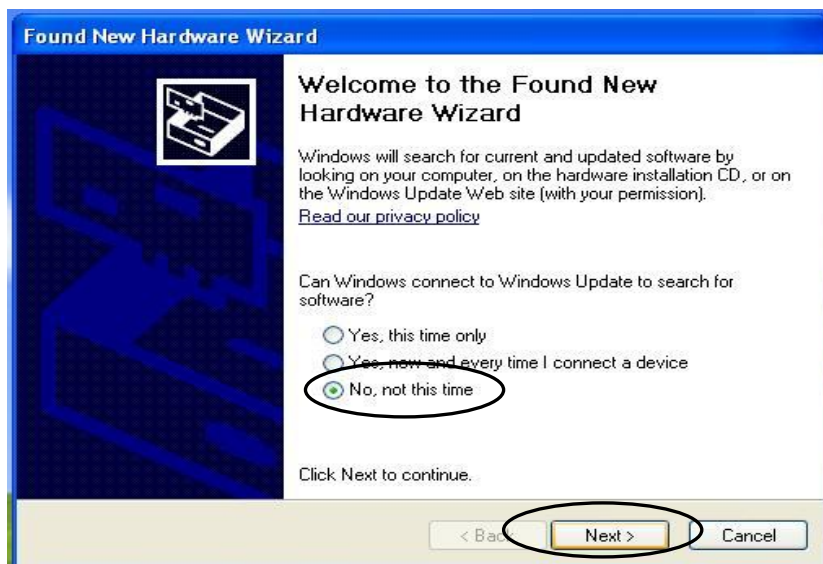 Found New Hardware Wizard
Welcome to the Found New
Hardware Wizard
Windows will search for current and updated software by
looking on your computer, on the hardware installation CD, or on
the Windows Update Web site (with your permission).
Read our privacy policy
Can Windows connect to Windows Update to search for
software?
Yes, this time only
Yes, now and every time I connect a device
No, not this time
Click Next to continue.
< Back
Next >
Cancel